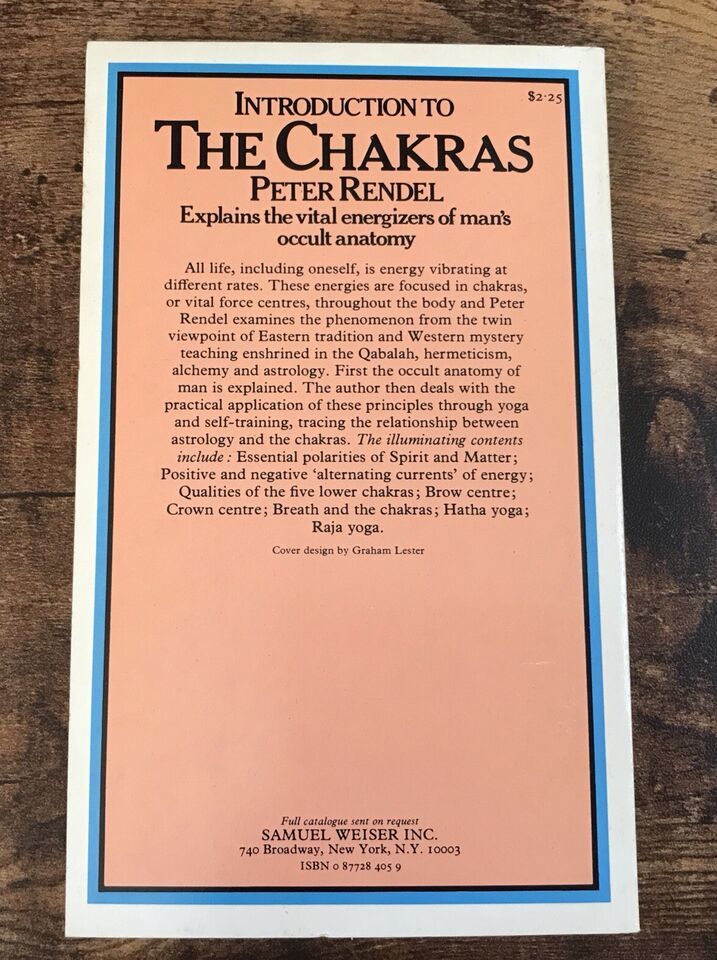 $2·25
INTRODUCTION TO
THE CHAKRAS
PETER RENDEL
Explains the vital energizers of man's
occult anatomy
All life, including oneself, is energy vibrating at
different rates. These energies are focused in chakras,
or vital force centres, throughout the body and Peter
Rendel examines the phenomenon from the twin
viewpoint of Eastern tradition and Western mystery
teaching enshrined in the Qabalah, hermeticism,
alchemy and astrology. First the occult anatomy of
man is explained. The author then deals with the
practical application of these principles through yoga
and self-training, tracing the relationship between
astrology and the chakras. The illuminating contents
include : Essential polarities of Spirit and Matter;
Positive and negative 'alternating currents' of energy;
Qualities of the five lower chakras; Brow centre;
Crown centre; Breath and the chakras; Hatha yoga;
Raja yoga.
Cover design by Graham Lester
Full catalogue sent on request
SAMUEL WEISER INC.
740 Broadway, New York, N.Y. 10003
ISBN 0 87728 405 9